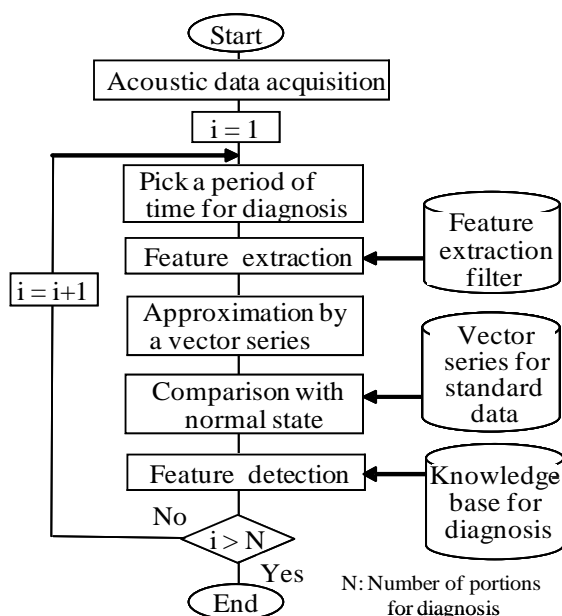 Start
Acoustic data acquisition
i = 1
Pick a period of
time for diagnosis
Feature extraction
Feature
extraction
filter
i = i+1
Approximation by
a vector series
Vector
series for
standard
data
Comparison with
normal state
Feature detection
Knowledge
base for
diagnosis
No
i > N
Yes
End
N: Number of portions
for diagnosis